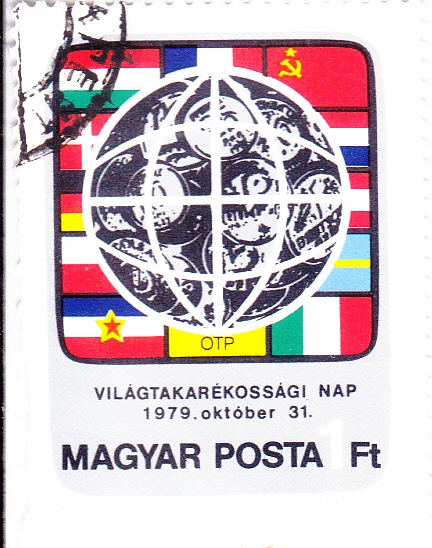 OTP
VILÁGTAKARÉKOSSÁGI NAP
1979. október 31.
MAGYAR POSTA 1 Ft